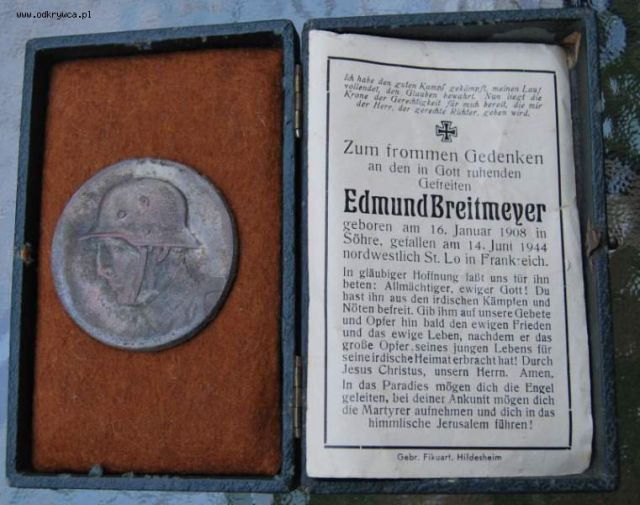 www.odkrywca.pl
Ich habe den guten Kampf gekämpft, meinen Lauf
vollendet, den Glauben bewahrt. Nun liegt die
Krone der Gerechtigkeit für mich bereit, die mir
der Herr, der gerechte Richter, geben wird.
Zum frommen Gedenken
an den in Gott ruhenden
Gefreiten
Edmund Breitmeyer
geboren am 16. Januar 1908 in
Söhre, gefallen am 14. Juni 1944
nordwestlich St. Lo in Frankreich.
In gläubiger Hoffnung faßt uns für ihn
beten: Allmächtiger, ewiger Gott! Du
hast ihn aus den irdischen Kämpfen und
Nöten befreit. Gib ihm auf unsere Gebete
und Opfer hin bald den ewigen Frieden
und das ewige Leben, nachdem er das
große Opfer seines jungen Lebens für
seine irdische Heimat erbracht hat! Durch
Jesus Christus, unsern Herrn. Amen.
In das Paradies mögen dich die Engel
geleiten, bei deiner Ankunit mögen dich
die Martyrer aufnehmen und dich in das
himmlische Jerusalem führen!
Gebr. Fikuart, Hildesheim